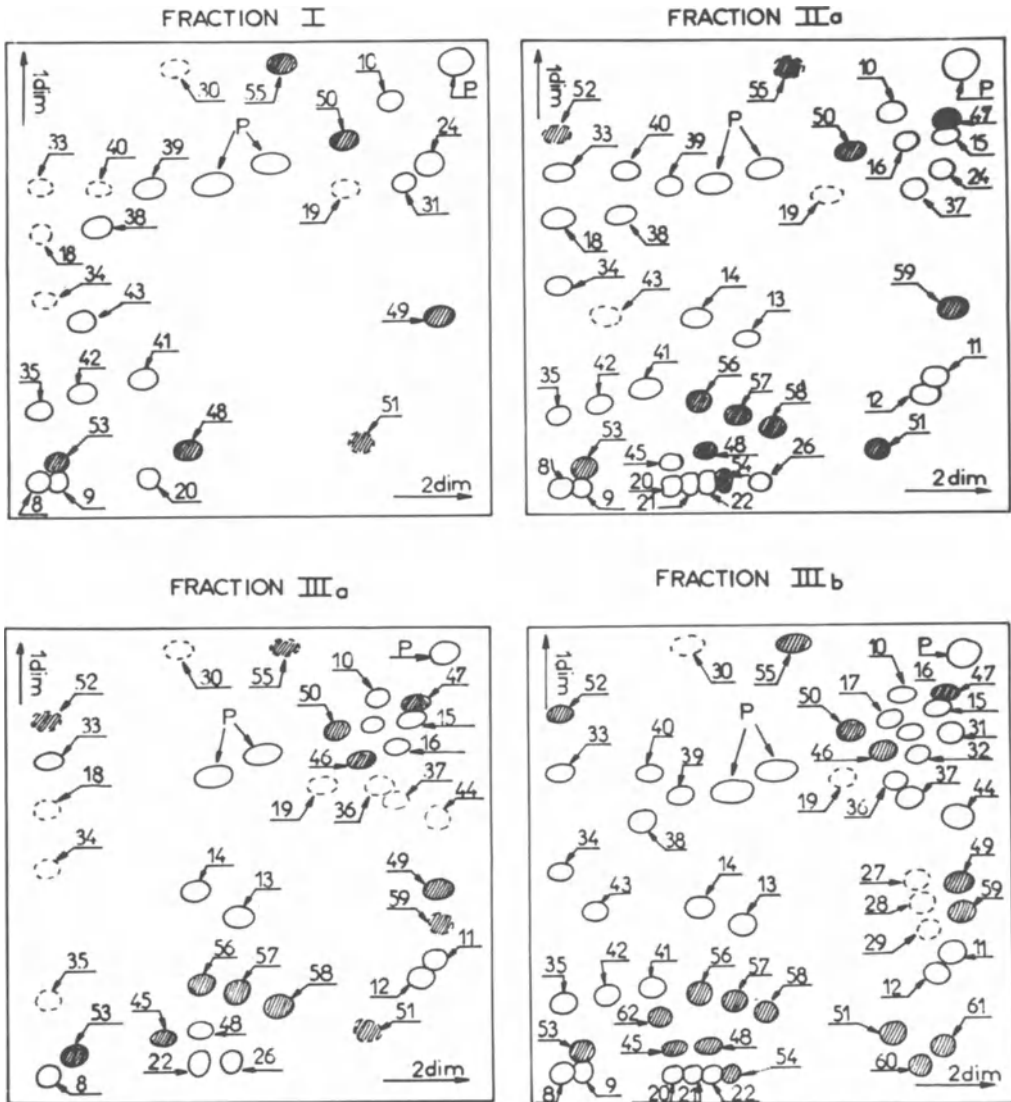 FRACTION I
1dim
30 55 10 P
50
33 40 39 P 24
19 31
18 38
34 43
49
35 42 41
53 48 51
8 9 20 2dim
FRACTION IIa
1dim
52 55 10 P
33 40 39 P 50 47
16 15
24
19 37
18 38
34 43 14 13 59
35 42 41 56 57 58 11
12
53 45 48 51
54 26
8 9 20 21 22 2dim
FRACTION IIIa
1dim
52 30 55 10 P
50 47
33 P 15
46 16
18 19 36 37 44
34
14 13 49
59
35 56 57 58 11
12
53 45 48 51
8 22 26 2dim
FRACTION IIIb
1dim
52 30 55 10 P
16 47
17 15
50 31
33 40 39 P 46 32
19 36 37 44
38
34 43 14 13 27 49
28 59
29
35 42 41 56 57 58 11
12
62 51 61
53 45 48 54 60
8 9 20 21 22 2dim